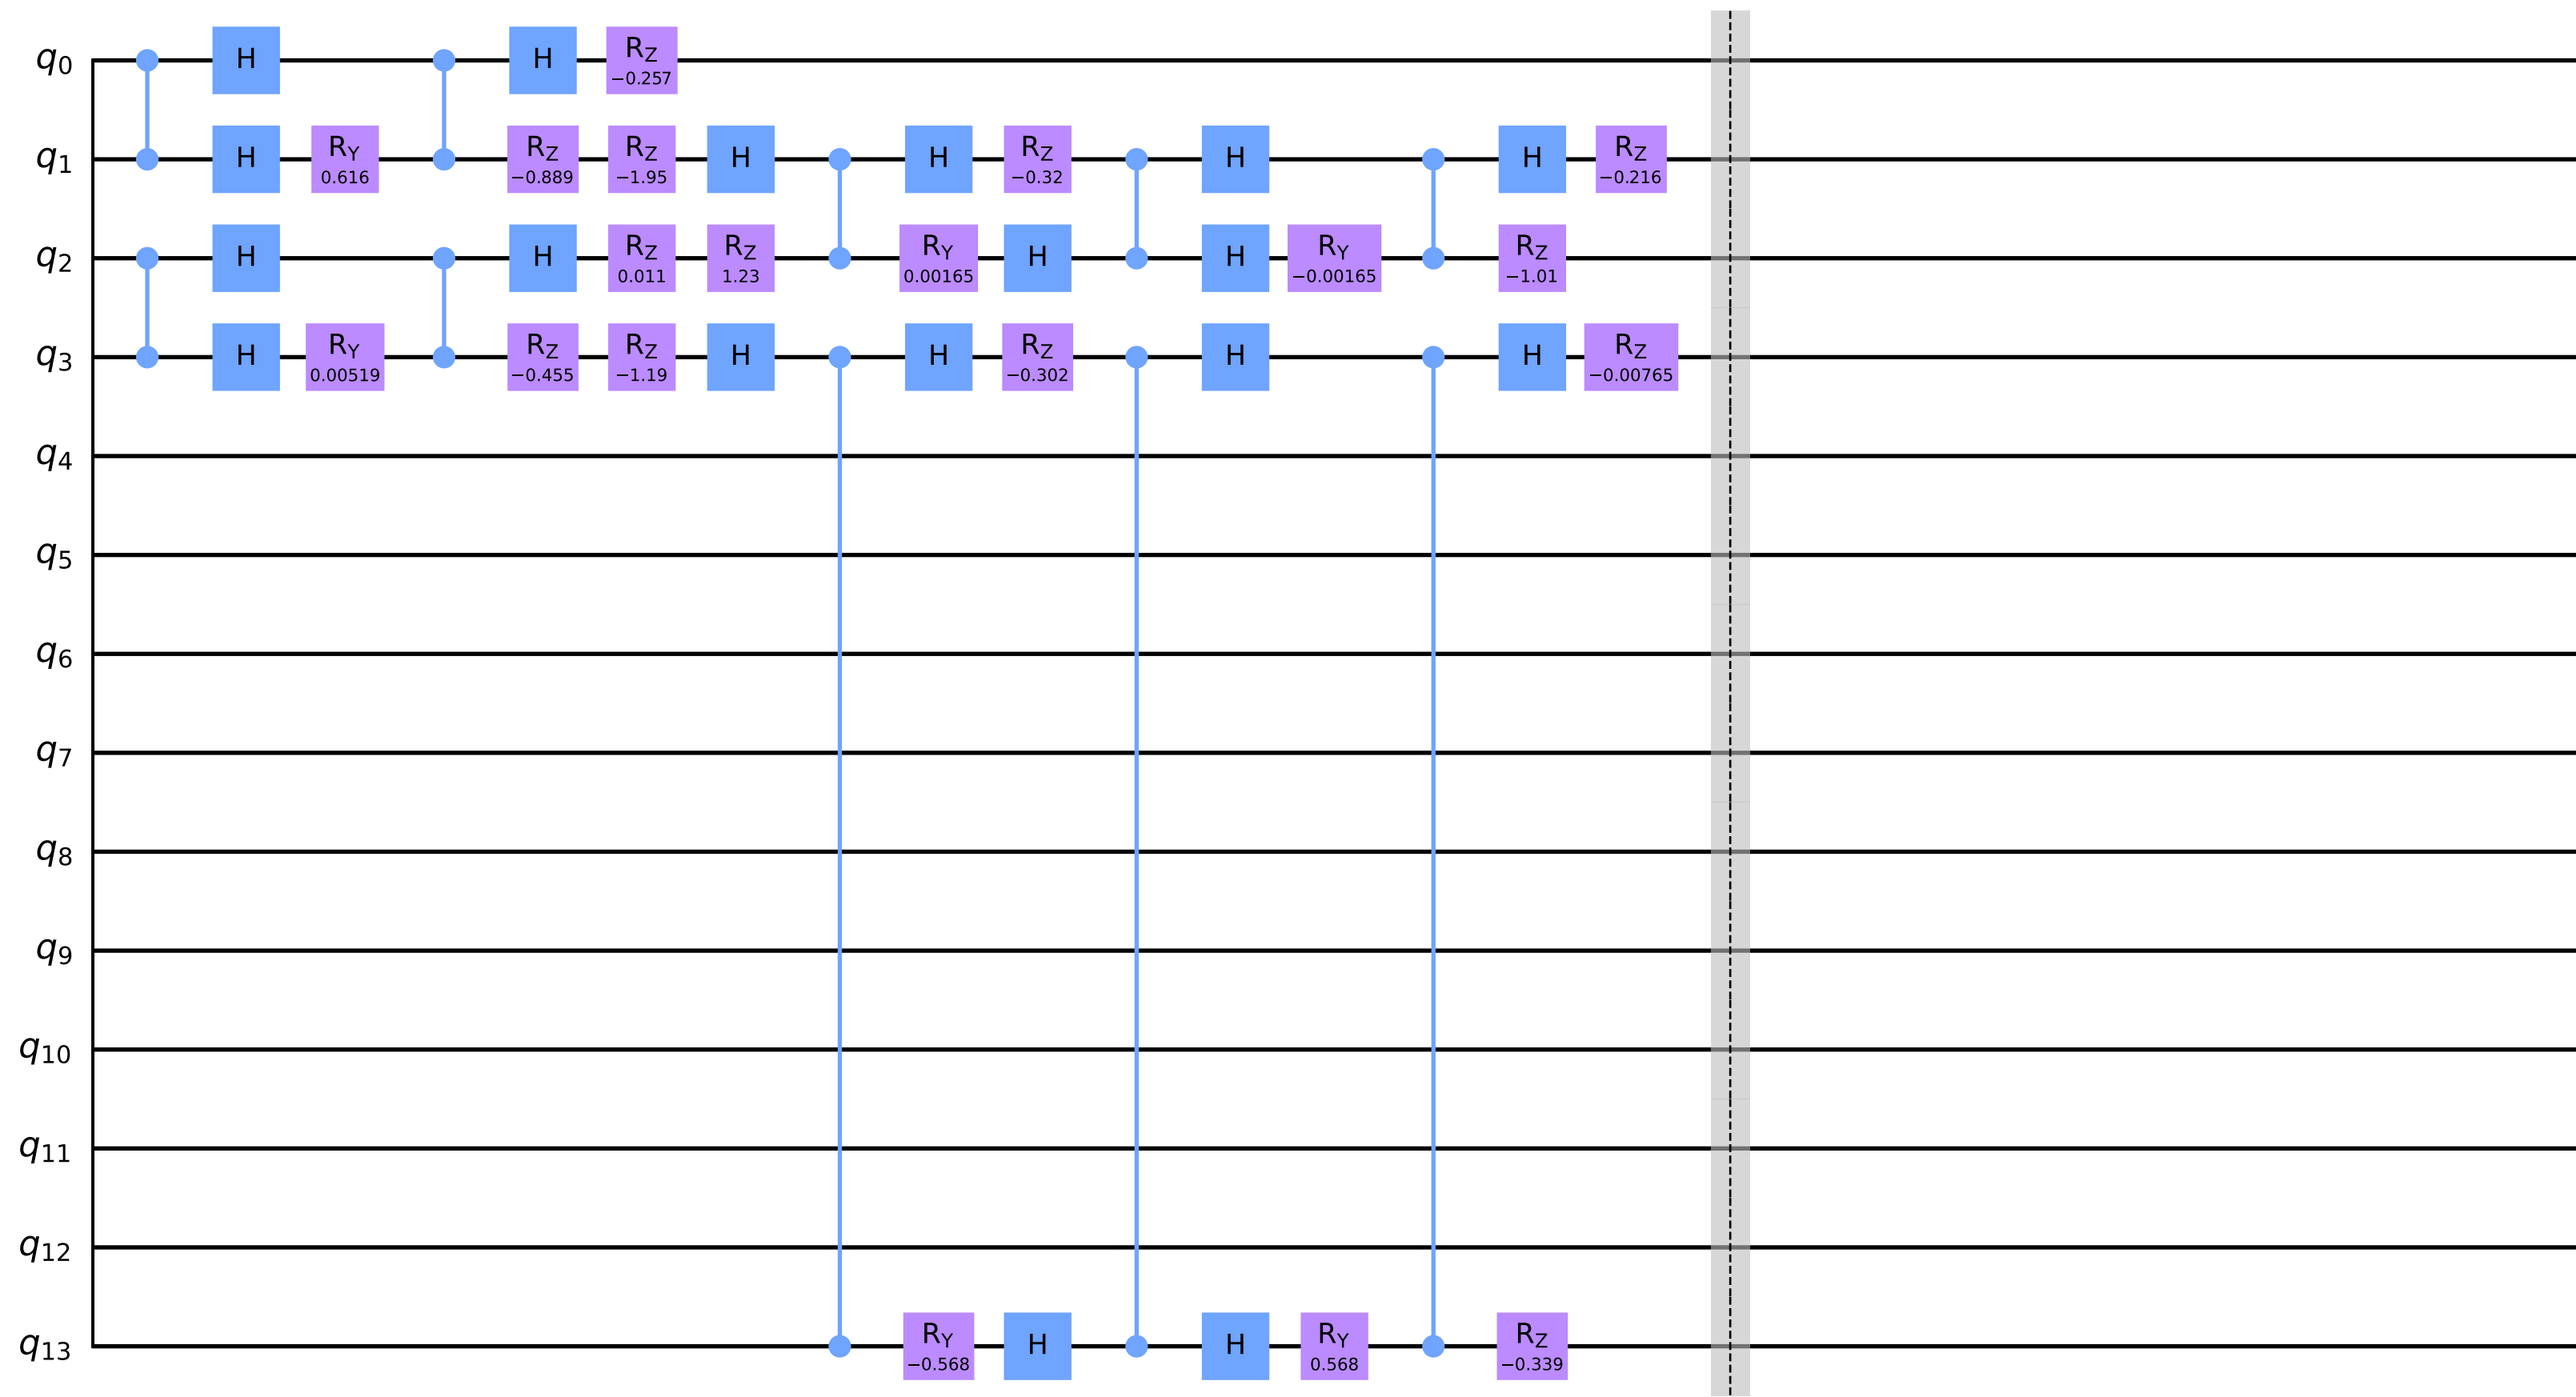 q0 H H RZ −0.257
q1 H RY 0.616 RZ −0.889 RZ −1.95 H H RZ −0.32 H H RZ −0.216
q2 H H RZ 0.011 RZ 1.23 RY 0.00165 H H RY −0.00165 RZ −1.01
q3 H RY 0.00519 RZ −0.455 RZ −1.19 H H RZ −0.302 H H RZ −0.00765
q4
q5
q6
q7
q8
q9
q10
q11
q12
q13 RY −0.568 H H RY 0.568 RZ −0.339